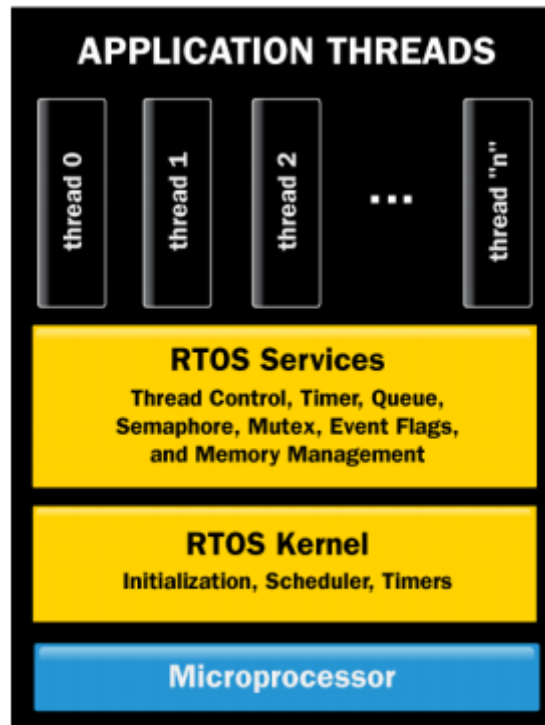 APPLICATION THREADS
thread 0
thread 1
thread 2
...
thread "n"
RTOS Services
Thread Control, Timer, Queue,
Semaphore, Mutex, Event Flags,
and Memory Management
RTOS Kernel
Initialization, Scheduler, Timers
Microprocessor